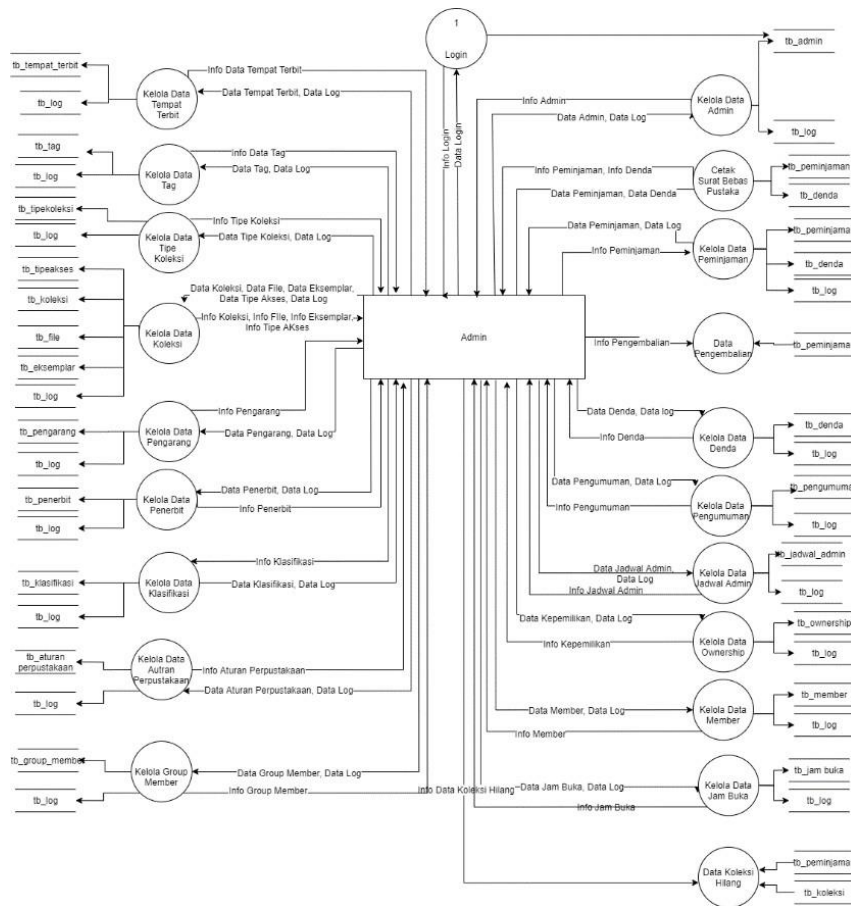 1
Login
tb_admin
tb_tempat_terbit
tb_log
Kelola Data
Tempat
Terbit
Info Data Tempat Terbit
Data Tempat Terbit, Data Log
Info Login
Data Login
Info Admin
Data Admin, Data Log
Kelola Data
Admin
tb_log
tb_tag
tb_log
Kelola Data
Tag
Info Data Tag
Data Tag, Data Log
Info Peminjaman, Info Denda
Data Peminjaman, Data Denda
Cetak
Surat Bebas
Pustaka
tb_peminjaman
tb_denda
tb_tipekoleksi
tb_log
Kelola Data
Tipe
Koleksi
Info Tipe Koleksi
Data Tipe Koleksi, Data Log
Data Peminjaman, Data Log
Info Peminjaman
Kelola Data
Peminjaman
tb_peminjama
tb_denda
tb_log
tb_tipeakses
tb_koleksi
tb_file
tb_eksemplar
tb_log
Kelola Data
Koleksi
Data Koleksi, Data File, Data Eksemplar,
Data Tipe Akses, Data Log
Info Koleksi, Info File, Info Eksemplar,
Info Tipe AKses
Admin
Info Pengembalian
Data
Pengembalian
tb_peminjama
tb_pengarang
tb_log
Kelola Data
Pengarang
Info Pengarang
Data Pengarang, Data Log
Data Denda, Data log
Info Denda
Kelola Data
Denda
tb_denda
tb_log
tb_penerbit
tb_log
Kelola Data
Penerbit
Data Penerbit, Data Log
Info Penerbit
Data Pengumuman, Data Log
Info Pengumuman
Kelola Data
Pengumuman
tb_pengumuma
tb_log
tb_klasifikasi
tb_log
Kelola Data
Klasifikasi
Info Klasifikasi
Data Klasifikasi, Data Log
Data Jadwal Admin,
Data Log
Info Jadwal Admin
Kelola Data
Jadwal Admin
tb_jadwal_admin
tb_log
Data Kepemilikan, Data Log
Info Kepemilikan
Kelola Data
Ownership
tb_ownership
tb_log
tb_aturan
perpustakaan
tb_log
Kelola Data
Autran
Perpustakaan
Info Aturan Perpustakaan
Data Aturan Perpustakaan, Data Log
Data Member, Data Log
Info Member
Kelola Data
Member
tb_member
tb_log
tb_group_membe
tb_log
Kelola Group
Member
Data Group Member, Data Log
Info Group Member
Info Data Koleksi Hilang
Data Jam Buka, Data Log
Info Jam Buka
Kelola Data
Jam Buka
tb_jam buka
tb_log
Data Koleksi
Hilang
tb_peminjama
tb_koleksi